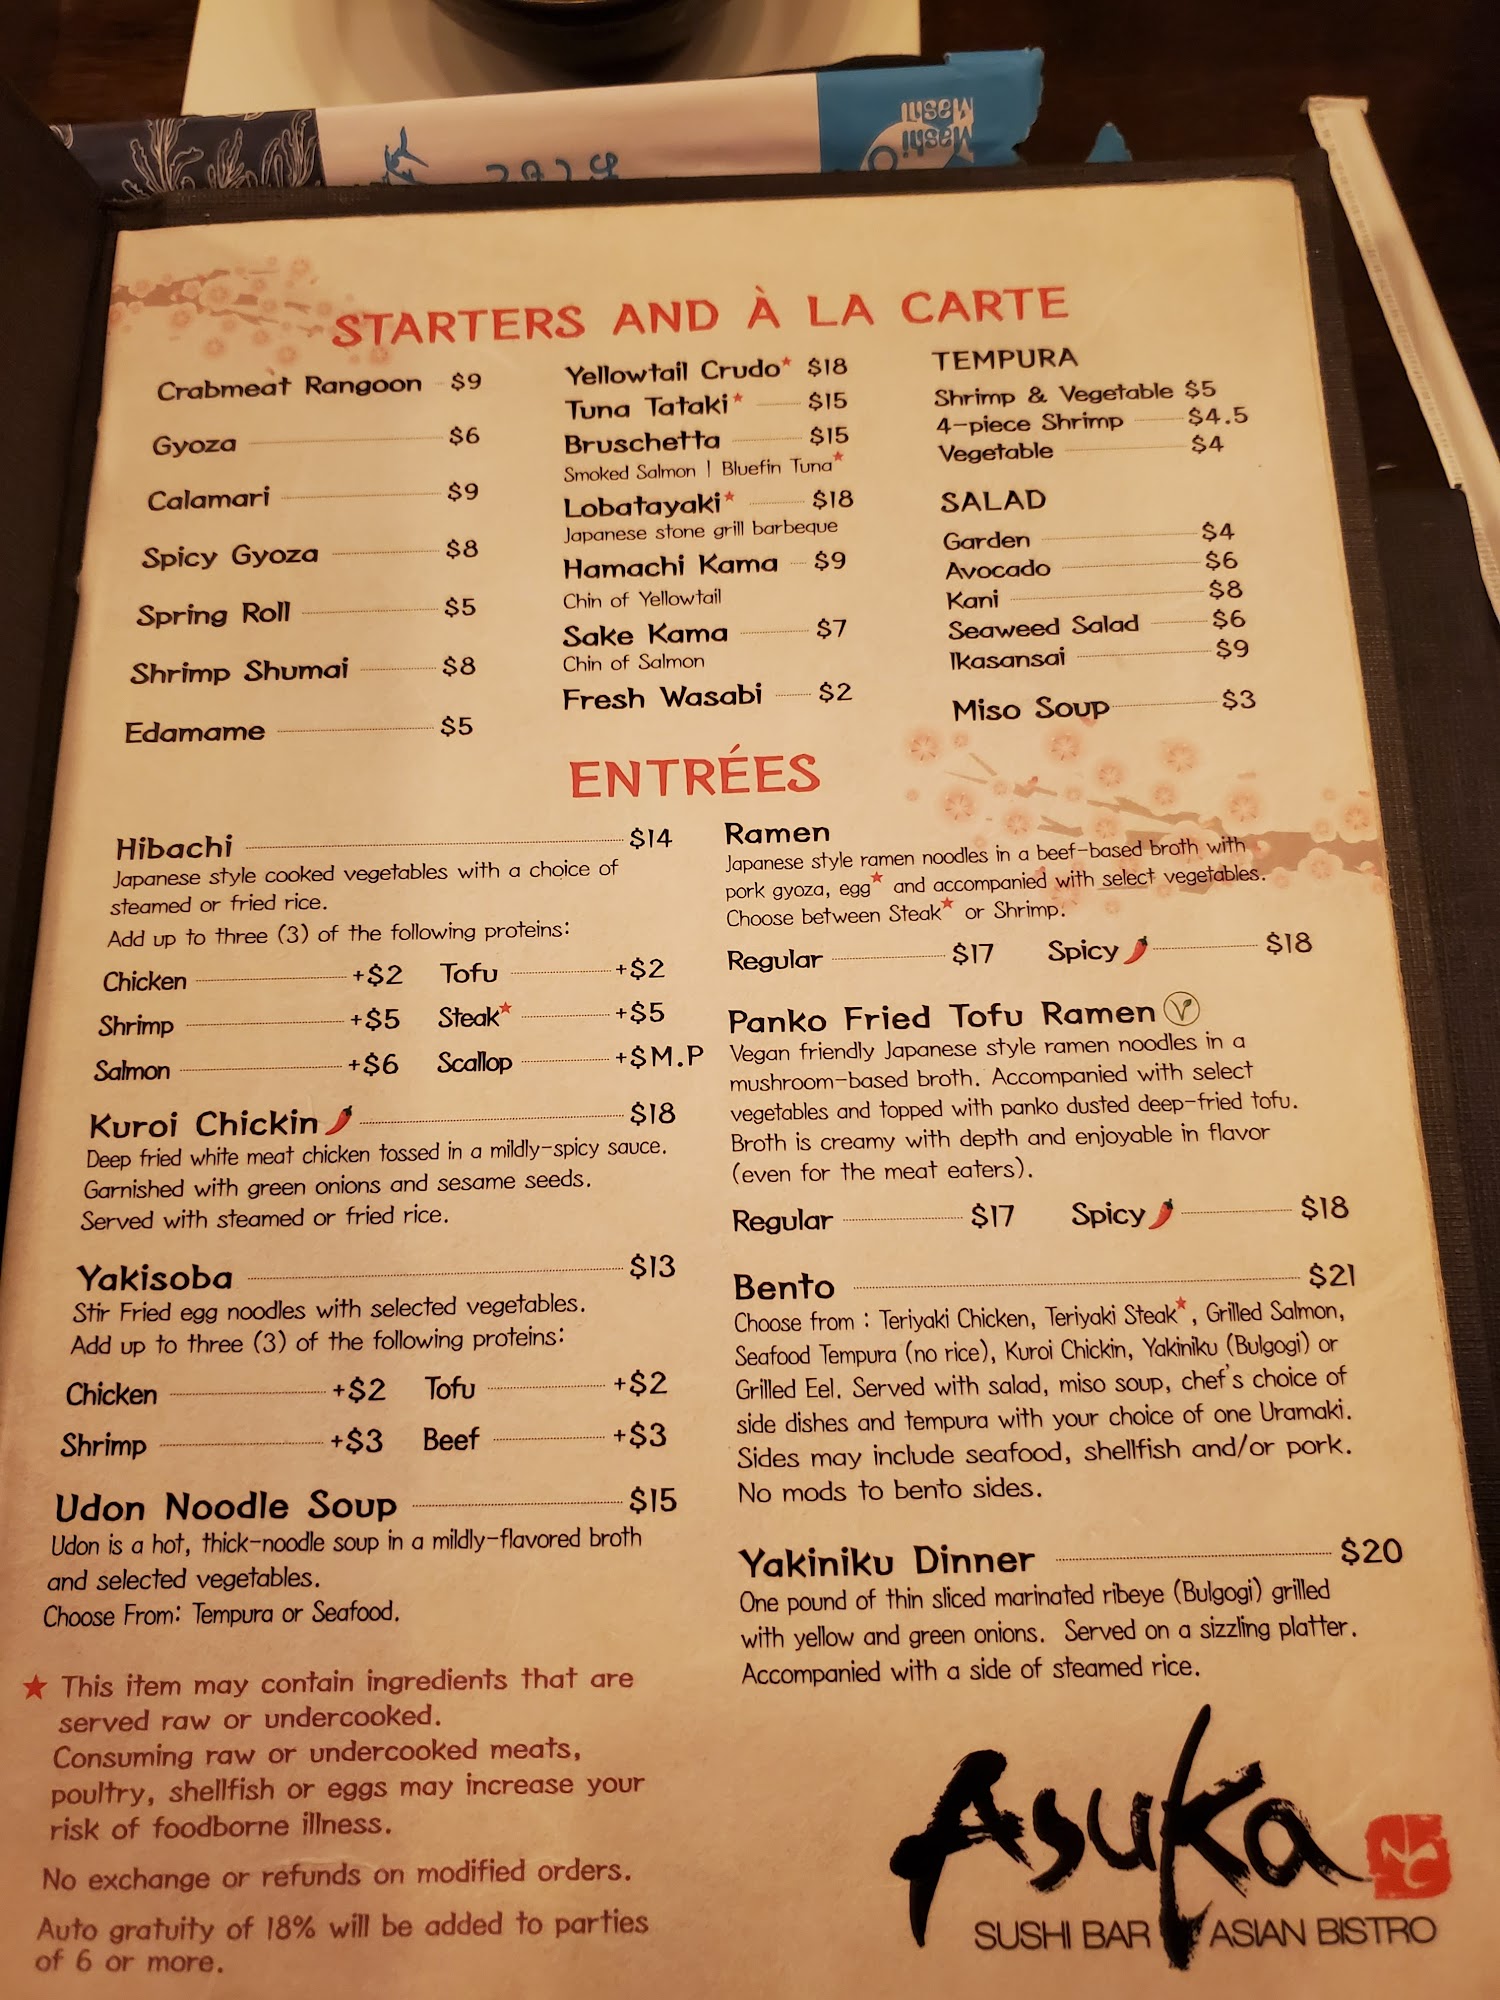 Mashi
Mashi
STARTERS AND À LA CARTE
Crabmeat Rangoon $9
Gyoza $6
Calamari $9
Spicy Gyoza $8
Spring Roll $5
Shrimp Shumai $8
Edamame $5
Yellowtail Crudo★ $18
Tuna Tataki★ $15
Bruschetta $15
Smoked Salmon | Bluefin Tuna★
Lobatayaki★ $18
Japanese stone grill barbeque
Hamachi Kama $9
Chin of Yellowtail
Sake Kama $7
Chin of Salmon
Fresh Wasabi $2
TEMPURA
Shrimp & Vegetable $5
4-piece Shrimp $4.5
Vegetable $4
SALAD
Garden $4
Avocado $6
Kani $8
Seaweed Salad $6
Ikasansai $9
Miso Soup $3
ENTRÉES
Hibachi $14
Japanese style cooked vegetables with a choice of
steamed or fried rice.
Add up to three (3) of the following proteins:
Chicken +$2 Tofu +$2
Shrimp +$5 Steak★ +$5
Salmon +$6 Scallop +$M.P
Kuroi Chickin $18
Deep fried white meat chicken tossed in a mildly-spicy sauce.
Garnished with green onions and sesame seeds.
Served with steamed or fried rice.
Yakisoba $13
Stir Fried egg noodles with selected vegetables.
Add up to three (3) of the following proteins:
Chicken +$2 Tofu +$2
Shrimp +$3 Beef +$3
Udon Noodle Soup $15
Udon is a hot, thick-noodle soup in a mildly-flavored broth
and selected vegetables.
Choose From: Tempura or Seafood.
★ This item may contain ingredients that are
served raw or undercooked.
Consuming raw or undercooked meats,
poultry, shellfish or eggs may increase your
risk of foodborne illness.
No exchange or refunds on modified orders.
Auto gratuity of 18% will be added to parties
of 6 or more.
Ramen
Japanese style ramen noodles in a beef-based broth with
pork gyoza, egg★ and accompanied with select vegetables.
Choose between Steak★ or Shrimp.
Regular $17 Spicy $18
Panko Fried Tofu Ramen V
Vegan friendly Japanese style ramen noodles in a
mushroom-based broth. Accompanied with select
vegetables and topped with panko dusted deep-fried tofu.
Broth is creamy with depth and enjoyable in flavor
(even for the meat eaters).
Regular $17 Spicy $18
Bento $21
Choose from : Teriyaki Chicken, Teriyaki Steak★, Grilled Salmon,
Seafood Tempura (no rice), Kuroi Chickin, Yakiniku (Bulgogi) or
Grilled Eel. Served with salad, miso soup, chef's choice of
side dishes and tempura with your choice of one Uramaki.
Sides may include seafood, shellfish and/or pork.
No mods to bento sides.
Yakiniku Dinner $20
One pound of thin sliced marinated ribeye (Bulgogi) grilled
with yellow and green onions. Served on a sizzling platter.
Accompanied with a side of steamed rice.
Asuka
SUSHI BAR ASIAN BISTRO